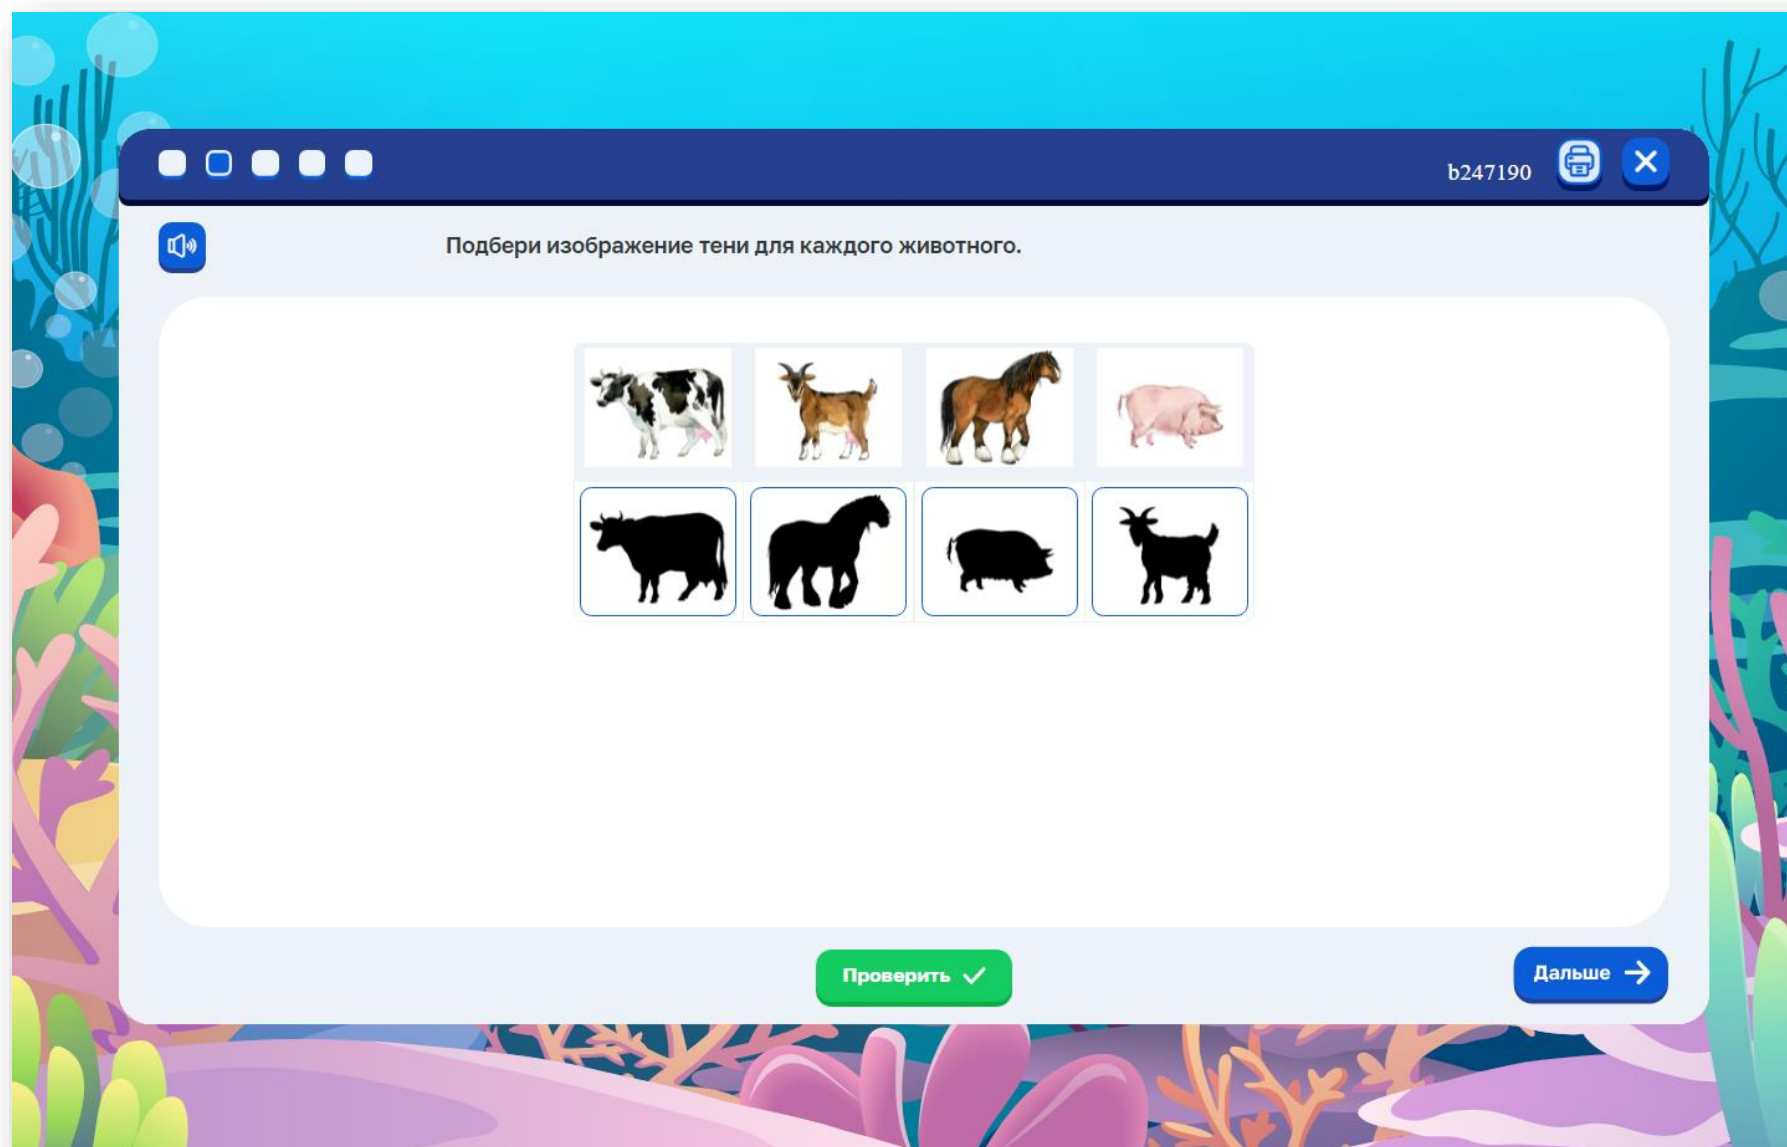 b247190
Подбери изображение тени для каждого животного.
Проверить
Дальше